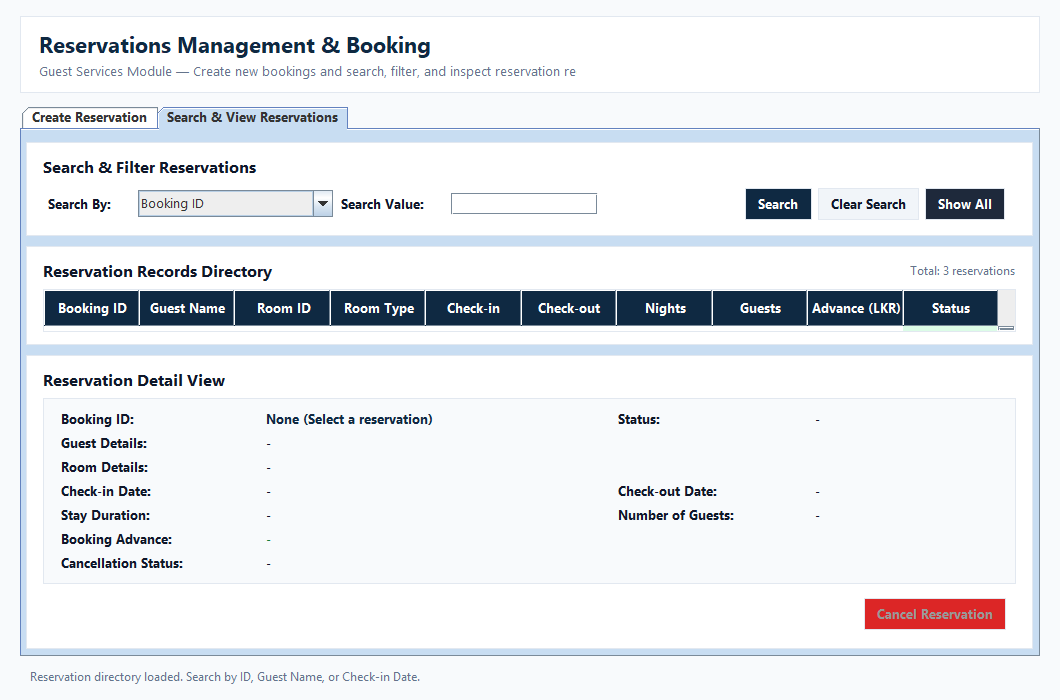 Reservations Management & Booking
Guest Services Module — Create new bookings and search, filter, and inspect reservation re
Create Reservation Search & View Reservations
Search & Filter Reservations
Search By: Booking ID Search Value: Search Clear Search Show All
Reservation Records Directory Total: 3 reservations
Booking ID Guest Name Room ID Room Type Check-in Check-out Nights Guests Advance (LKR) Status
Reservation Detail View
Booking ID: None (Select a reservation) Status: -
Guest Details: -
Room Details: -
Check-in Date: - Check-out Date: -
Stay Duration: - Number of Guests: -
Booking Advance: -
Cancellation Status: -
Cancel Reservation
Reservation directory loaded. Search by ID, Guest Name, or Check-in Date.